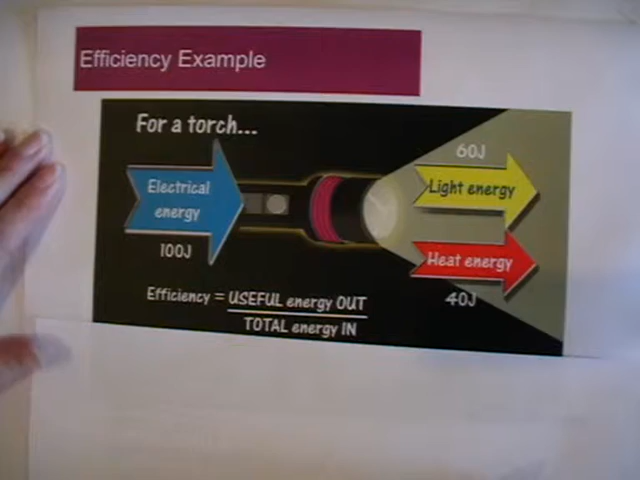 Efficiency Example
For a torch...
60J
Electrical
energy
Light energy
100J
Heat energy
40J
Efficiency = USEFUL energy OUT
TOTAL energy IN